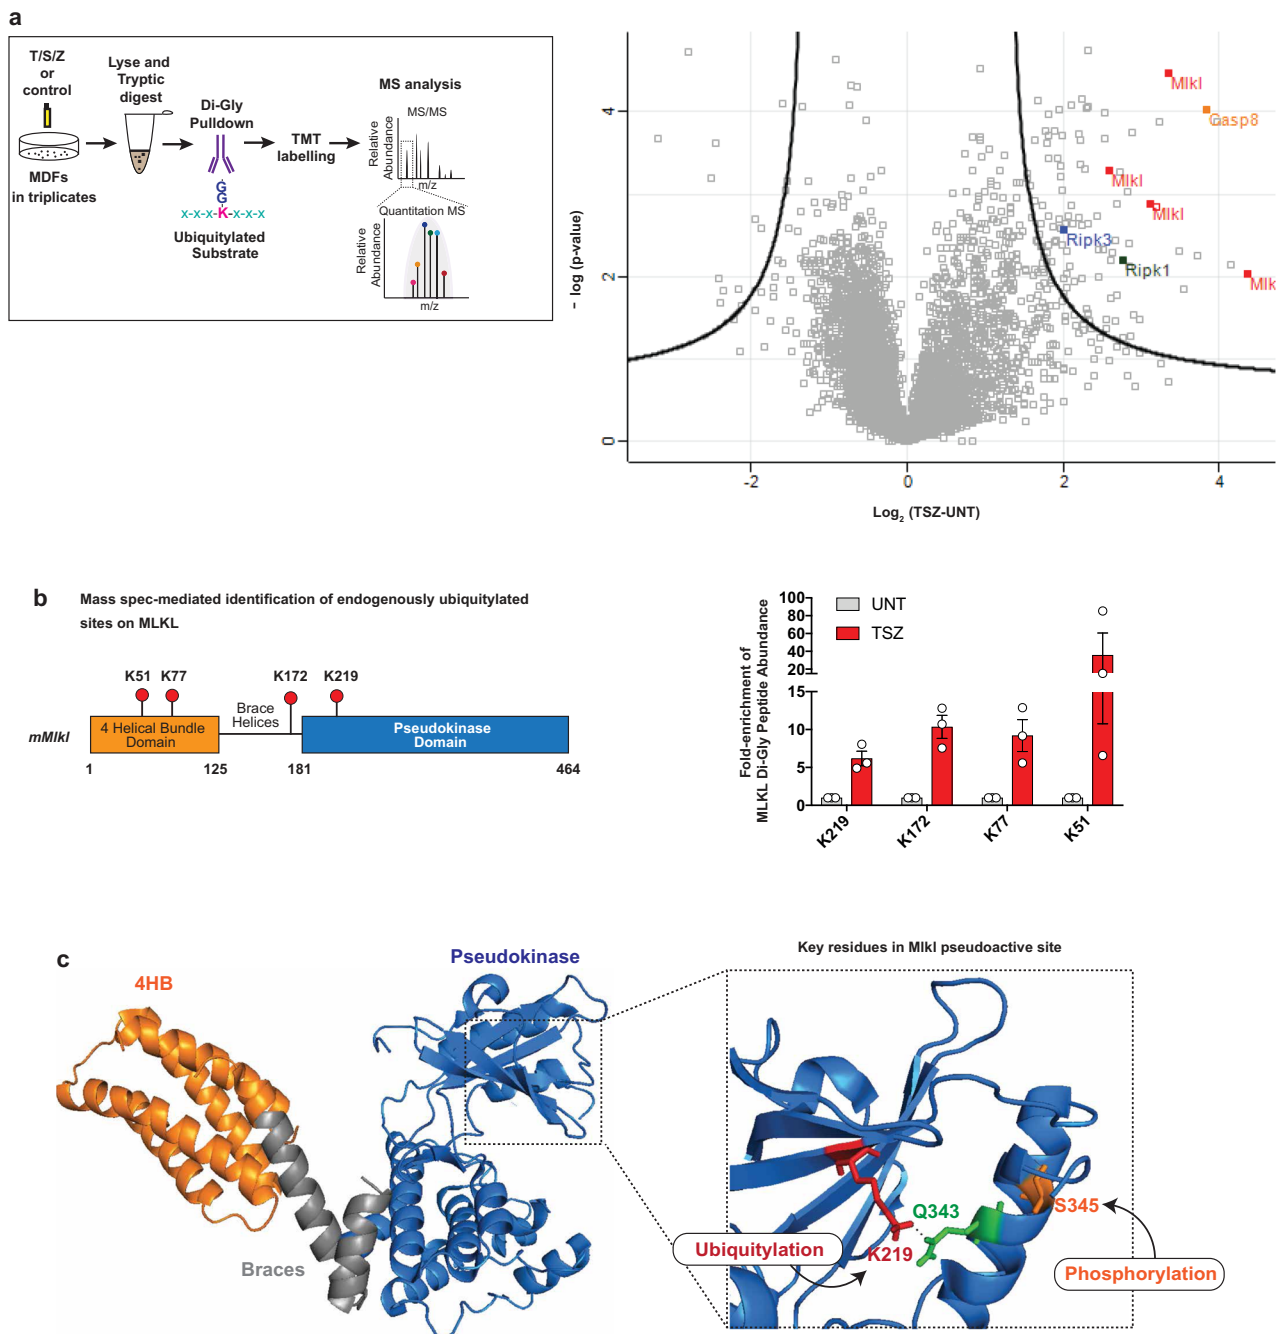 a
T/S/Z
or
control
MDFs
in triplicates
Lyse and
Tryptic
digest
Di-Gly
Pulldown
G
G
x-x-x-K-x-x-x
Ubiquitylated
Substrate
TMT
labelling
MS analysis
MS/MS
Relative
Abundance
m/z
Quantitation MS
Relative
Abundance
m/z
– log (p-value)
4
2
0
-2
0
2
4
Log2 (TSZ-UNT)
Mlkl
Casp8
Mlkl
Mlkl
Ripk3
Ripk1
Mlk
b
Mass spec-mediated identification of endogenously ubiquitylated
sites on MLKL
K51
K77
K172
K219
mMlkl
4 Helical Bundle
Domain
Brace
Helices
Pseudokinase
Domain
1
125
181
464
Fold-enrichment of
MLKL Di-Gly Peptide Abundance
100
80
60
40
20
15
10
5
0
UNT
TSZ
K219
K172
K77
K51
c
4HB
Pseudokinase
Braces
Key residues in Mlkl pseudoactive site
Q343
S345
K219
Ubiquitylation
Phosphorylation